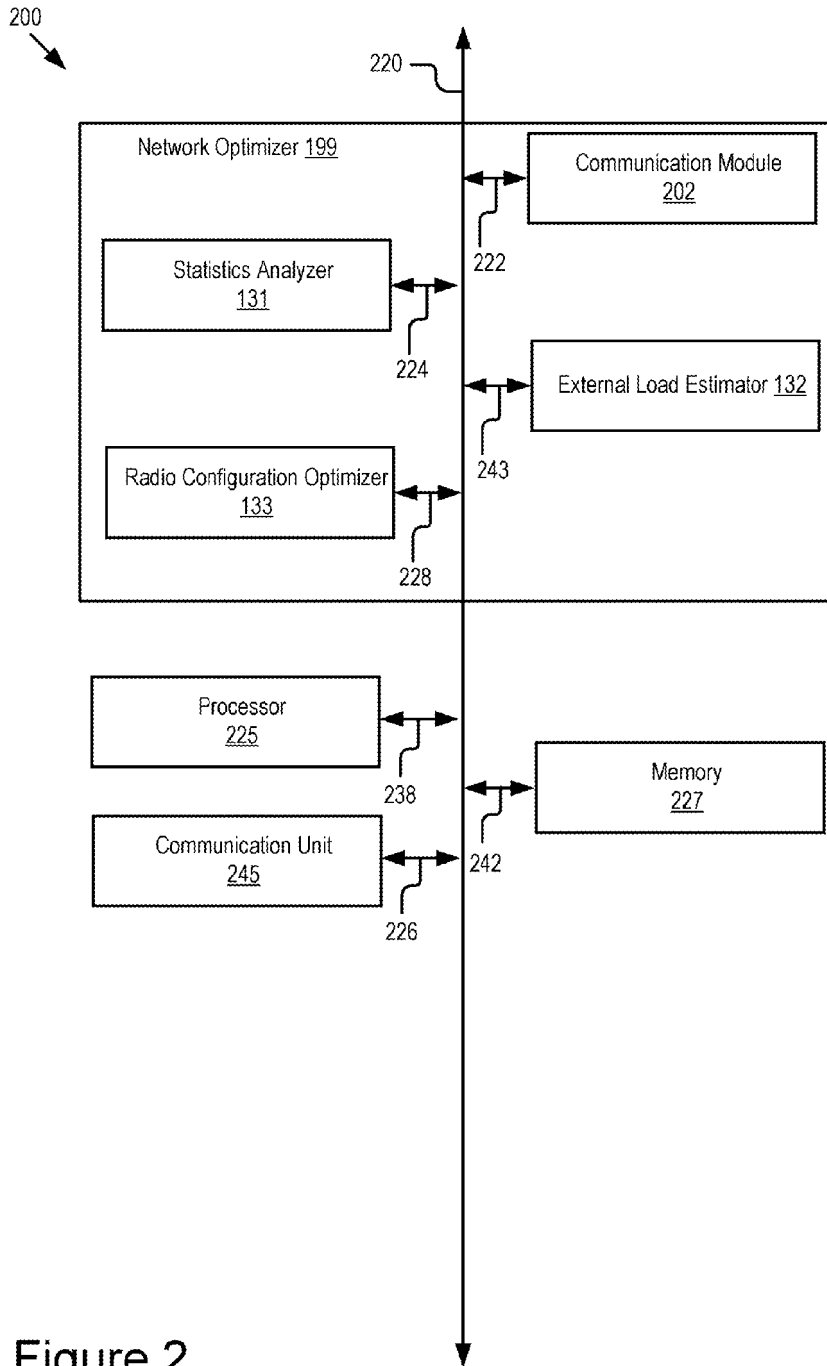 200
220
Network Optimizer 199
Communication Module
202
222
Statistics Analyzer
131
224
External Load Estimator 132
243
Radio Configuration Optimizer
133
228
Processor
225
238
Memory
227
242
Communication Unit
245
226
Figure 2